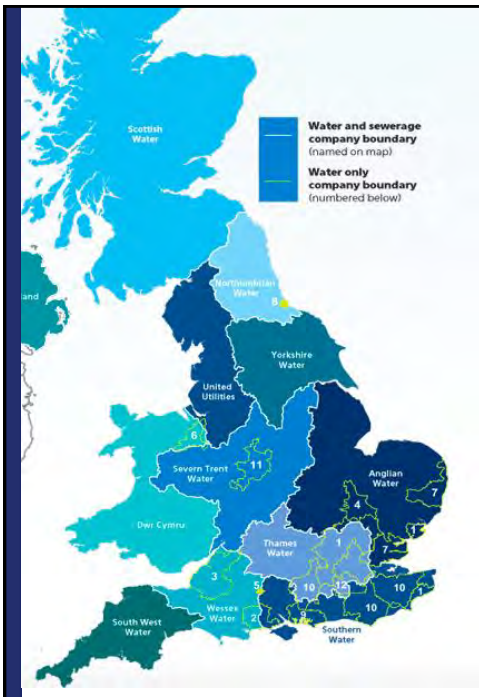 Scottish
Water
Water and sewerage
company boundary
(named on map)
Water only
company boundary
(numbered below)
Northumbrian
Water
8
land
Yorkshire
Water
United
Utilities
6
11
Severn Trent
Water
Anglian
Water
7
4
Dwr Cymru
1
1
Thames
Water
7
3
5
10
12
10
10
9
2
Wessex
Water
South West
Water
Southern
Water